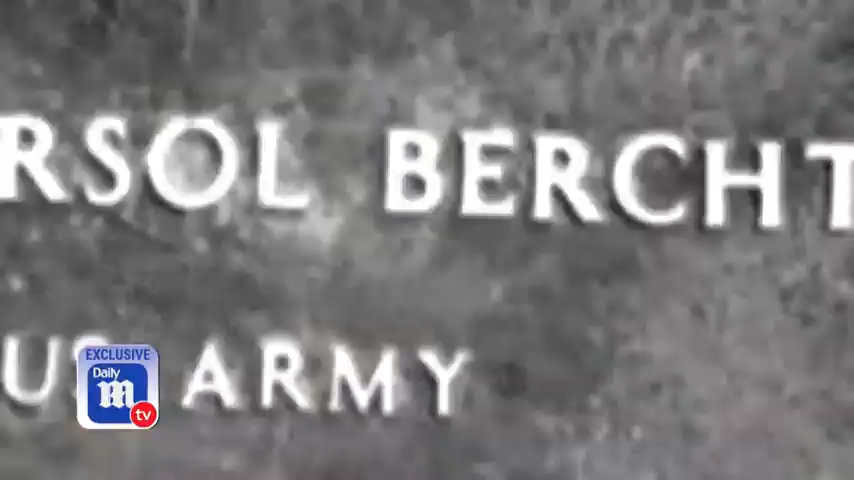 RSOL BERCHT
US ARMY
EXCLUSIVE
Daily
M
tv